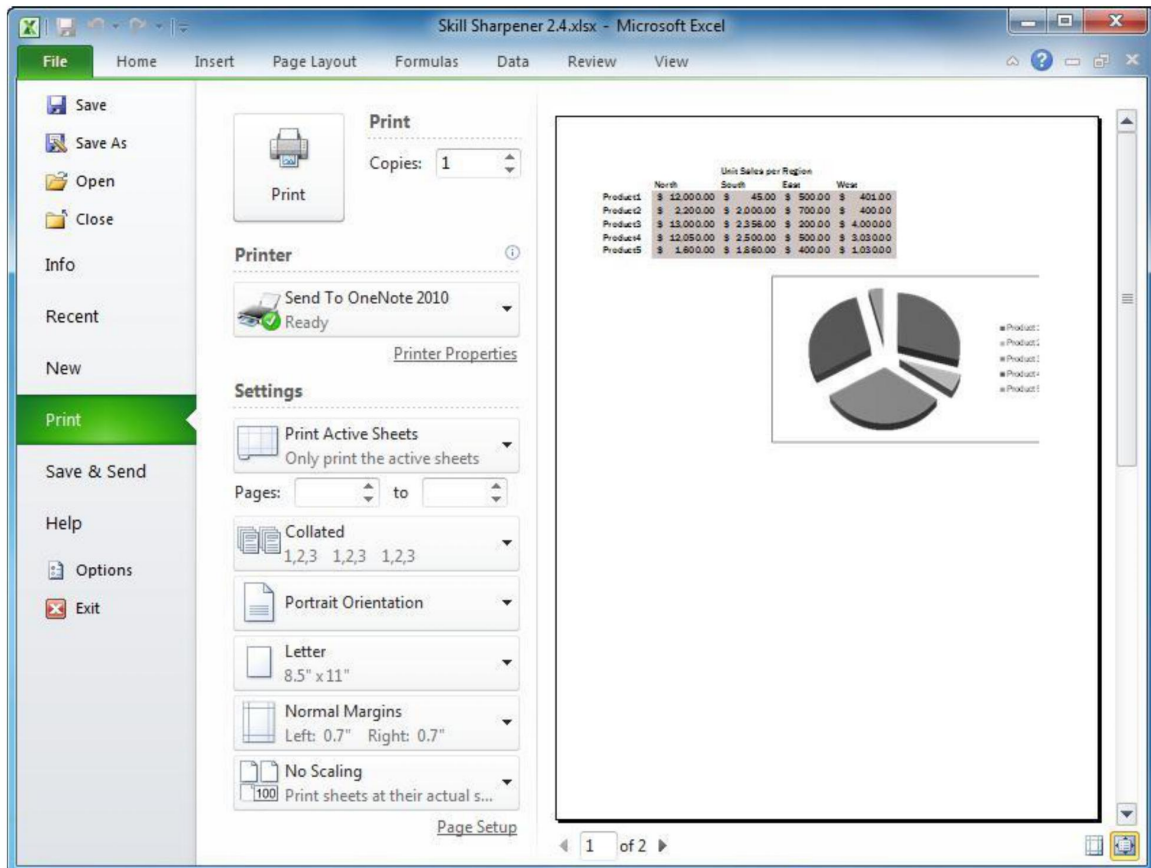 Skill Sharpener 2.4.xlsx - Microsoft Excel
File Home Insert Page Layout Formulas Data Review View
Save
Save As
Open
Close
Info
Recent
New
Print
Save & Send
Help
Options
Exit
Print
Print
Copies: 1
Printer
Send To OneNote 2010
Ready
Printer Properties
Settings
Print Active Sheets
Only print the active sheets
Pages: to
Collated
1,2,3 1,2,3 1,2,3
Portrait Orientation
Letter
8.5" x 11"
Normal Margins
Left: 0.7" Right: 0.7"
No Scaling
100 Print sheets at their actual s...
Page Setup
Unit Sales per Region
North South East West
Product1 $ 12,000.00 $ 45.00 $ 500.00 $ 401.00
Product2 $ 2,200.00 $ 2,000.00 $ 700.00 $ 400.00
Product3 $ 13,000.00 $ 2,356.00 $ 200.00 $ 4,000.00
Product4 $ 12,050.00 $ 2,500.00 $ 500.00 $ 3,030.00
Product5 $ 1,600.00 $ 1,860.00 $ 400.00 $ 1,030.00
Product
Product
Product
Product
Product
1 of 2